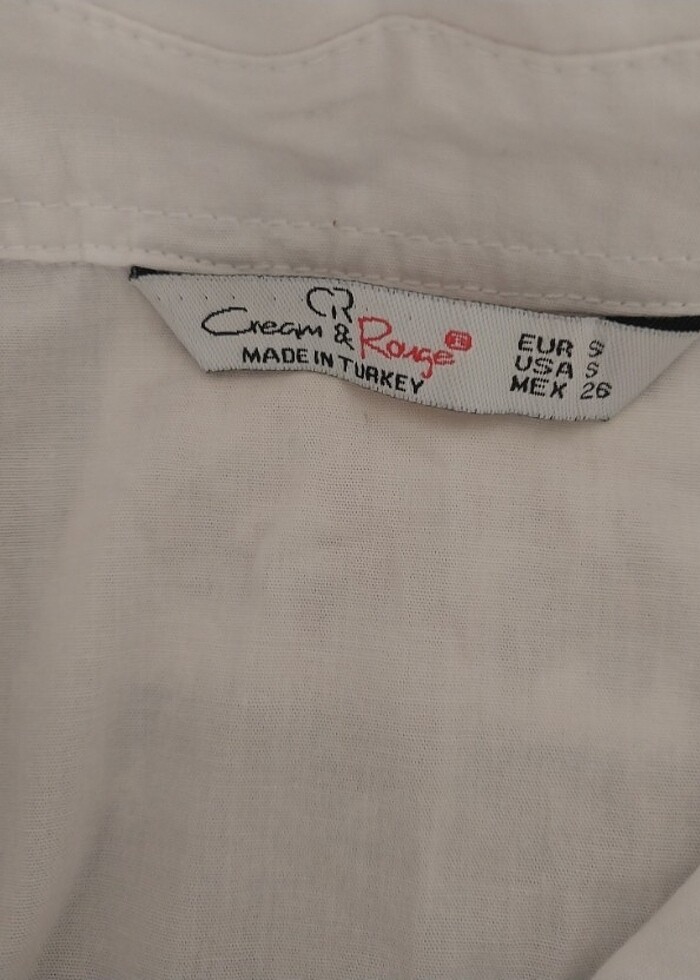 CR
Cream & Rouge
MADE IN TURKEY
EUR S
USA S
MEX 26